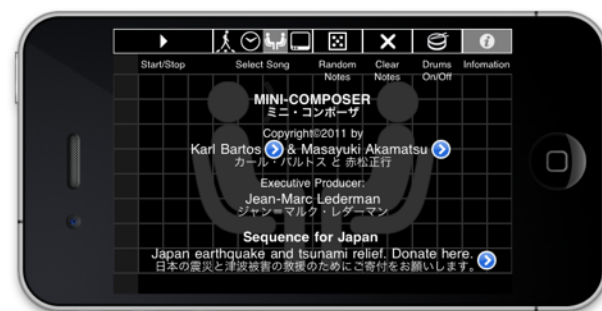 Start/Stop
Select Song
Random Notes
Clear Notes
Drums On/Off
Infomation
MINI-COMPOSER
ミニ・コンポーザ
Copyright©2011 by
Karl Bartos & Masayuki Akamatsu
カール・バルトス と 赤松正行
Executive Producer:
Jean-Marc Lederman
ジャン=マルク・レダーマン
Sequence for Japan
Japan earthquake and tsunami relief. Donate here.
日本の震災と津波被害の救援のためにご寄付をお願いします。